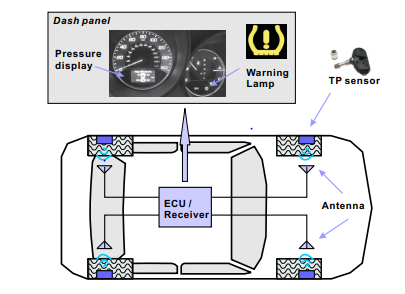 Dash panel
Pressure
display
Warning
Lamp
TP sensor
ECU /
Receiver
Antenna